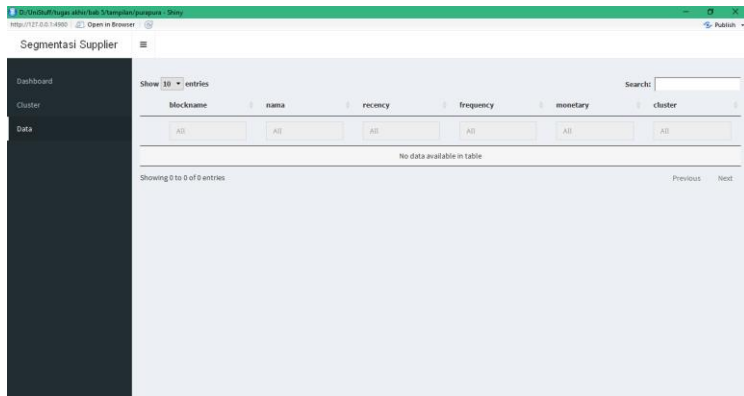 D:/UniStuff/tugas akhir/bab 5/tampilan/purapura - Shiny
http://127.0.0.1:4980 Open in Browser Publish
Segmentasi Supplier
Dashboard
Cluster
Data
Show 10 entries Search:
blockname nama recency frequency monetary cluster
All All All All All All
No data available in table
Showing 0 to 0 of 0 entries Previous Next